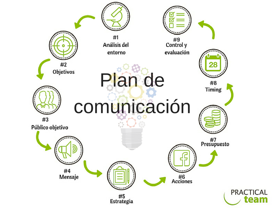 #1
Análisis del
entorno
#2
Objetivos
#3
Público objetivo
#4
Mensaje
#5
Estrategia
#6
Acciones
#7
Presupuesto
#8
Timing
28
#9
Control y
evaluación
Plan de
comunicación
PRACTICAL
team